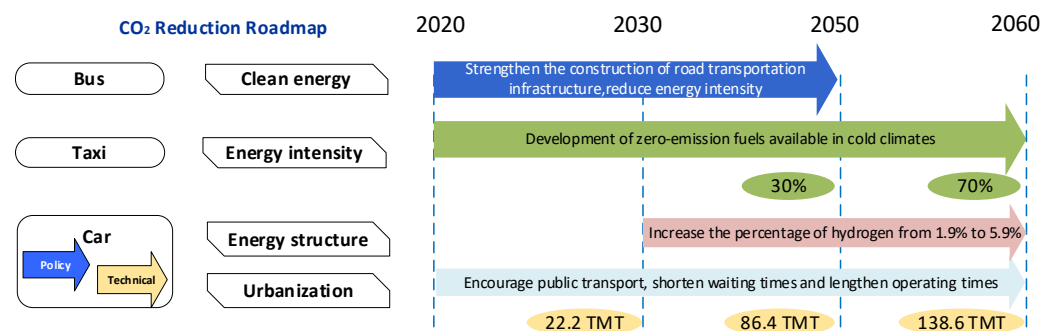 CO₂ Reduction Roadmap
2020
2030
2050
2060
Bus
Clean energy
Strengthen the construction of road transportation
infrastructure,reduce energy intensity
Taxi
Energy intensity
Development of zero-emission fuels available in cold climates
30%
70%
Car
Policy
Technical
Energy structure
Increase the percentage of hydrogen from 1.9% to 5.9%
Urbanization
Encourage public transport, shorten waiting times and lengthen operating times
22.2 TMT
86.4 TMT
138.6 TMT